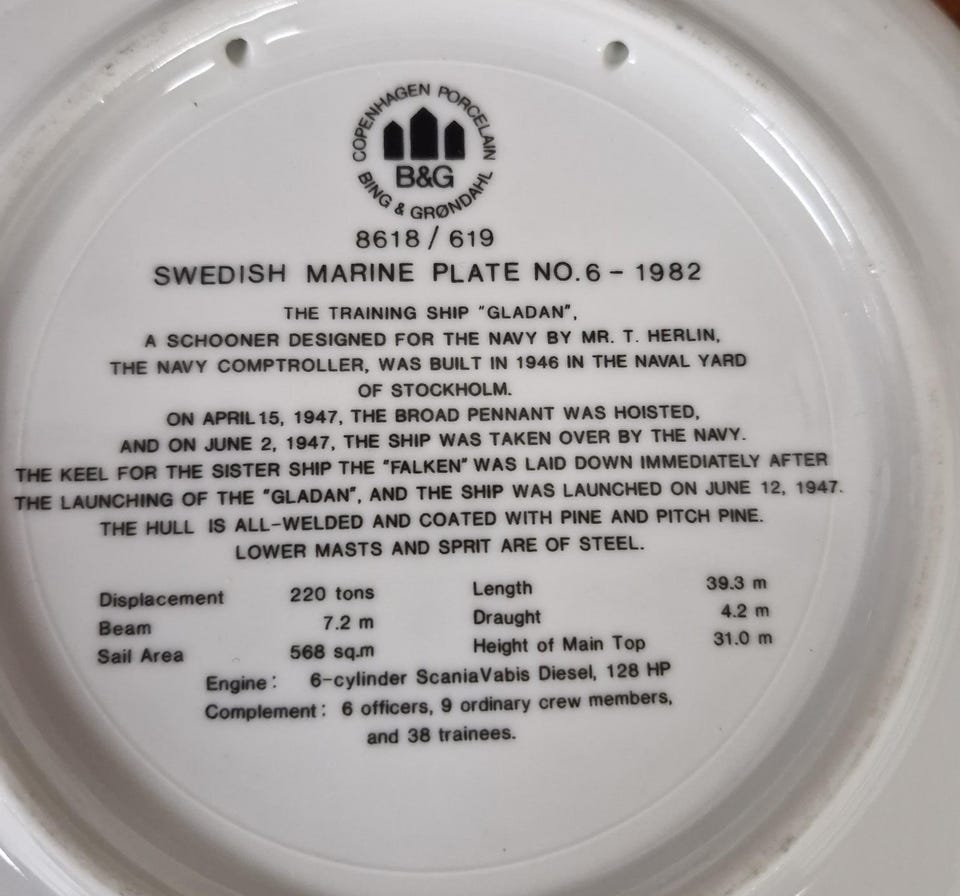 COPENHAGEN PORCELAIN
B&G
BING & GRØNDAHL
8618 / 619
SWEDISH MARINE PLATE NO. 6 - 1982
THE TRAINING SHIP "GLADAN",
A SCHOONER DESIGNED FOR THE NAVY BY MR. T. HERLIN,
THE NAVY COMPTROLLER, WAS BUILT IN 1946 IN THE NAVAL YARD
OF STOCKHOLM.
ON APRIL 15, 1947, THE BROAD PENNANT WAS HOISTED,
AND ON JUNE 2, 1947, THE SHIP WAS TAKEN OVER BY THE NAVY.
THE KEEL FOR THE SISTER SHIP THE "FALKEN" WAS LAID DOWN IMMEDIATELY AFTER
THE LAUNCHING OF THE "GLADAN", AND THE SHIP WAS LAUNCHED ON JUNE 12, 1947.
THE HULL IS ALL-WELDED AND COATED WITH PINE AND PITCH PINE.
LOWER MASTS AND SPRIT ARE OF STEEL.
Displacement 220 tons Length 39.3 m
Beam 7.2 m Draught 4.2 m
Sail Area 568 sq.m Height of Main Top 31.0 m
Engine: 6-cylinder ScaniaVabis Diesel, 128 HP
Complement: 6 officers, 9 ordinary crew members,
and 38 trainees.